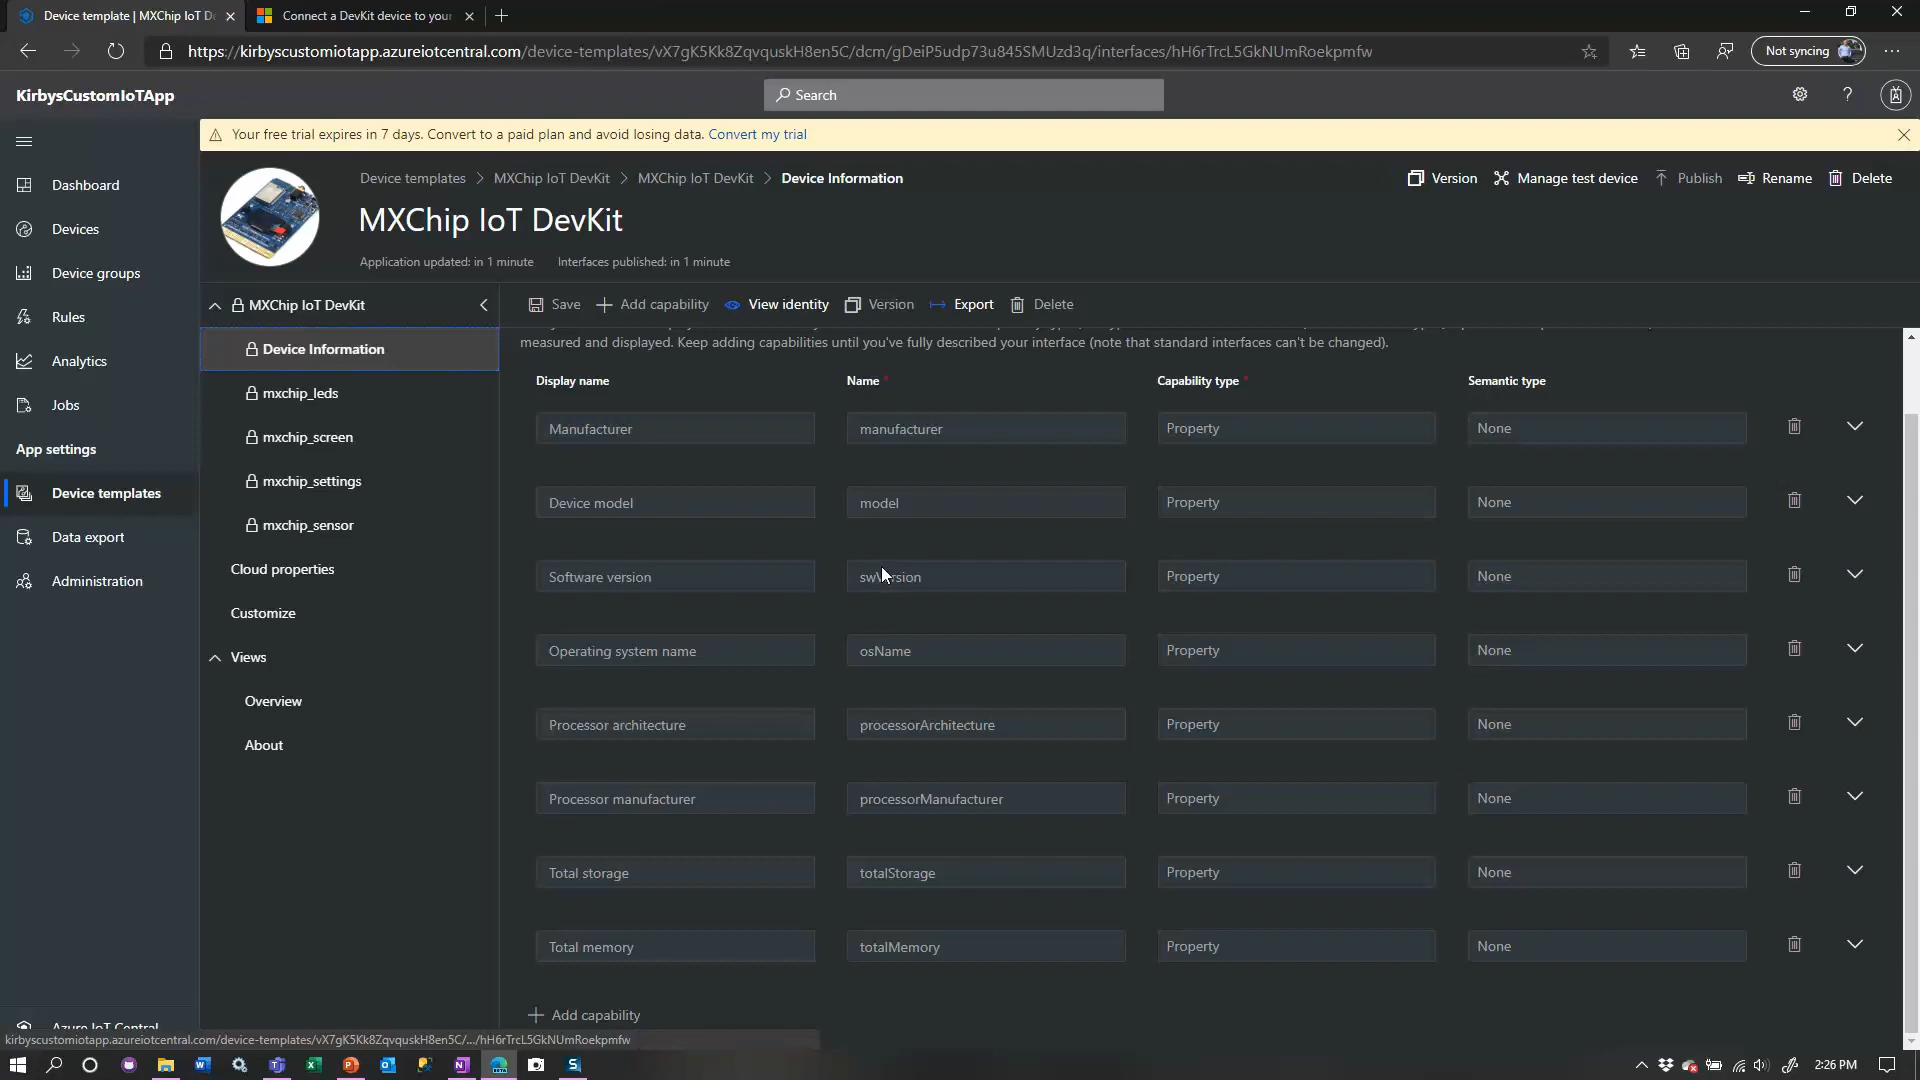 Device template | MXChip IoT De
Connect a DevKit device to your
https://kirbyscustomiotapp.azureiotcentral.com/device-templates/vX7gK5Kk8ZqvquskH8en5C/dcm/gDeiP5udp73u845SMUzd3q/interfaces/hH6rTrcL5GkNUmRoekpmfw
Not syncing
KirbysCustomIoTApp
Search
Your free trial expires in 7 days. Convert to a paid plan and avoid losing data. Convert my trial
Dashboard
Devices
Device groups
Rules
Analytics
Jobs
App settings
Device templates
Data export
Administration
Azure IoT Central
Device templates > MXChip IoT DevKit > MXChip IoT DevKit > Device Information
Version Manage test device Publish Rename Delete
MXChip IoT DevKit
Application updated: in 1 minute Interfaces published: in 1 minute
MXChip IoT DevKit
Device Information
mxchip_leds
mxchip_screen
mxchip_settings
mxchip_sensor
Cloud properties
Customize
Views
Overview
About
Save Add capability View identity Version Export Delete
measured and displayed. Keep adding capabilities until you've fully described your interface (note that standard interfaces can't be changed).
Display name Name * Capability type * Semantic type
Manufacturer manufacturer Property None
Device model model Property None
Software version swVersion Property None
Operating system name osName Property None
Processor architecture processorArchitecture Property None
Processor manufacturer processorManufacturer Property None
Total storage totalStorage Property None
Total memory totalMemory Property None
Add capability
kirbyscustomiotapp.azureiotcentral.com/device-templates/vX7gK5Kk8ZqvquskH8en5C/.../hH6rTrcL5GkNUmRoekpmfw
2:26 PM